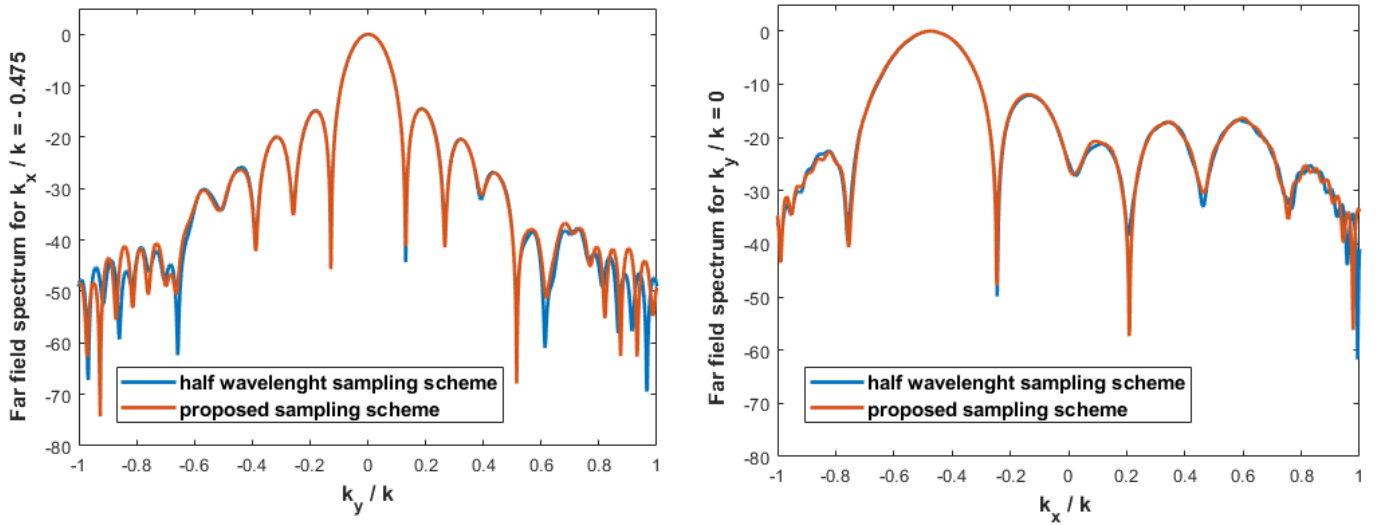 Far field spectrum for k_x / k = - 0.475
0
-10
-20
-30
-40
-50
-60
-70
-80
half wavelenght sampling scheme
proposed sampling scheme
-1 -0.8 -0.6 -0.4 -0.2 0 0.2 0.4 0.6 0.8 1
k_y / k
Far field spectrum for k_y / k = 0
0
-10
-20
-30
-40
-50
-60
-70
-80
half wavelenght sampling scheme
proposed sampling scheme
-1 -0.8 -0.6 -0.4 -0.2 0 0.2 0.4 0.6 0.8 1
k_x / k